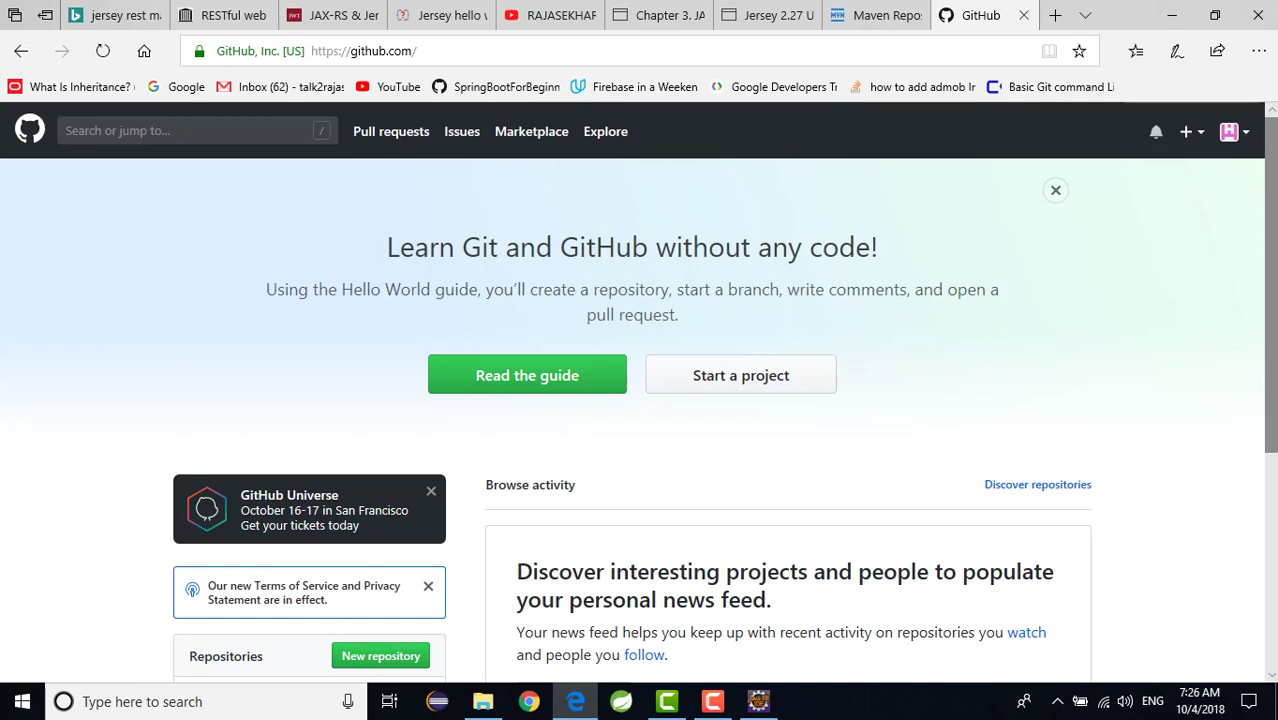 jersey rest ma
RESTful web
JAX-RS & Jer
Jersey hello w
RAJASEKHAR
Chapter 3. JA
Jersey 2.27 U
Maven Repos
GitHub
GitHub, Inc. [US] https://github.com/
What Is Inheritance? (
Google
Inbox (62) - talk2rajas
YouTube
SpringBootForBeginn
Firebase in a Weeken
Google Developers Tr
how to add admob In
Basic Git command Li
Search or jump to... /
Pull requests
Issues
Marketplace
Explore
Learn Git and GitHub without any code!
Using the Hello World guide, you'll create a repository, start a branch, write comments, and open a
pull request.
Read the guide
Start a project
GitHub Universe
October 16-17 in San Francisco
Get your tickets today
Our new Terms of Service and Privacy
Statement are in effect.
Repositories
New repository
Browse activity
Discover repositories
Discover interesting projects and people to populate
your personal news feed.
Your news feed helps you keep up with recent activity on repositories you watch
and people you follow.
Type here to search
ENG
7:26 AM
10/4/2018